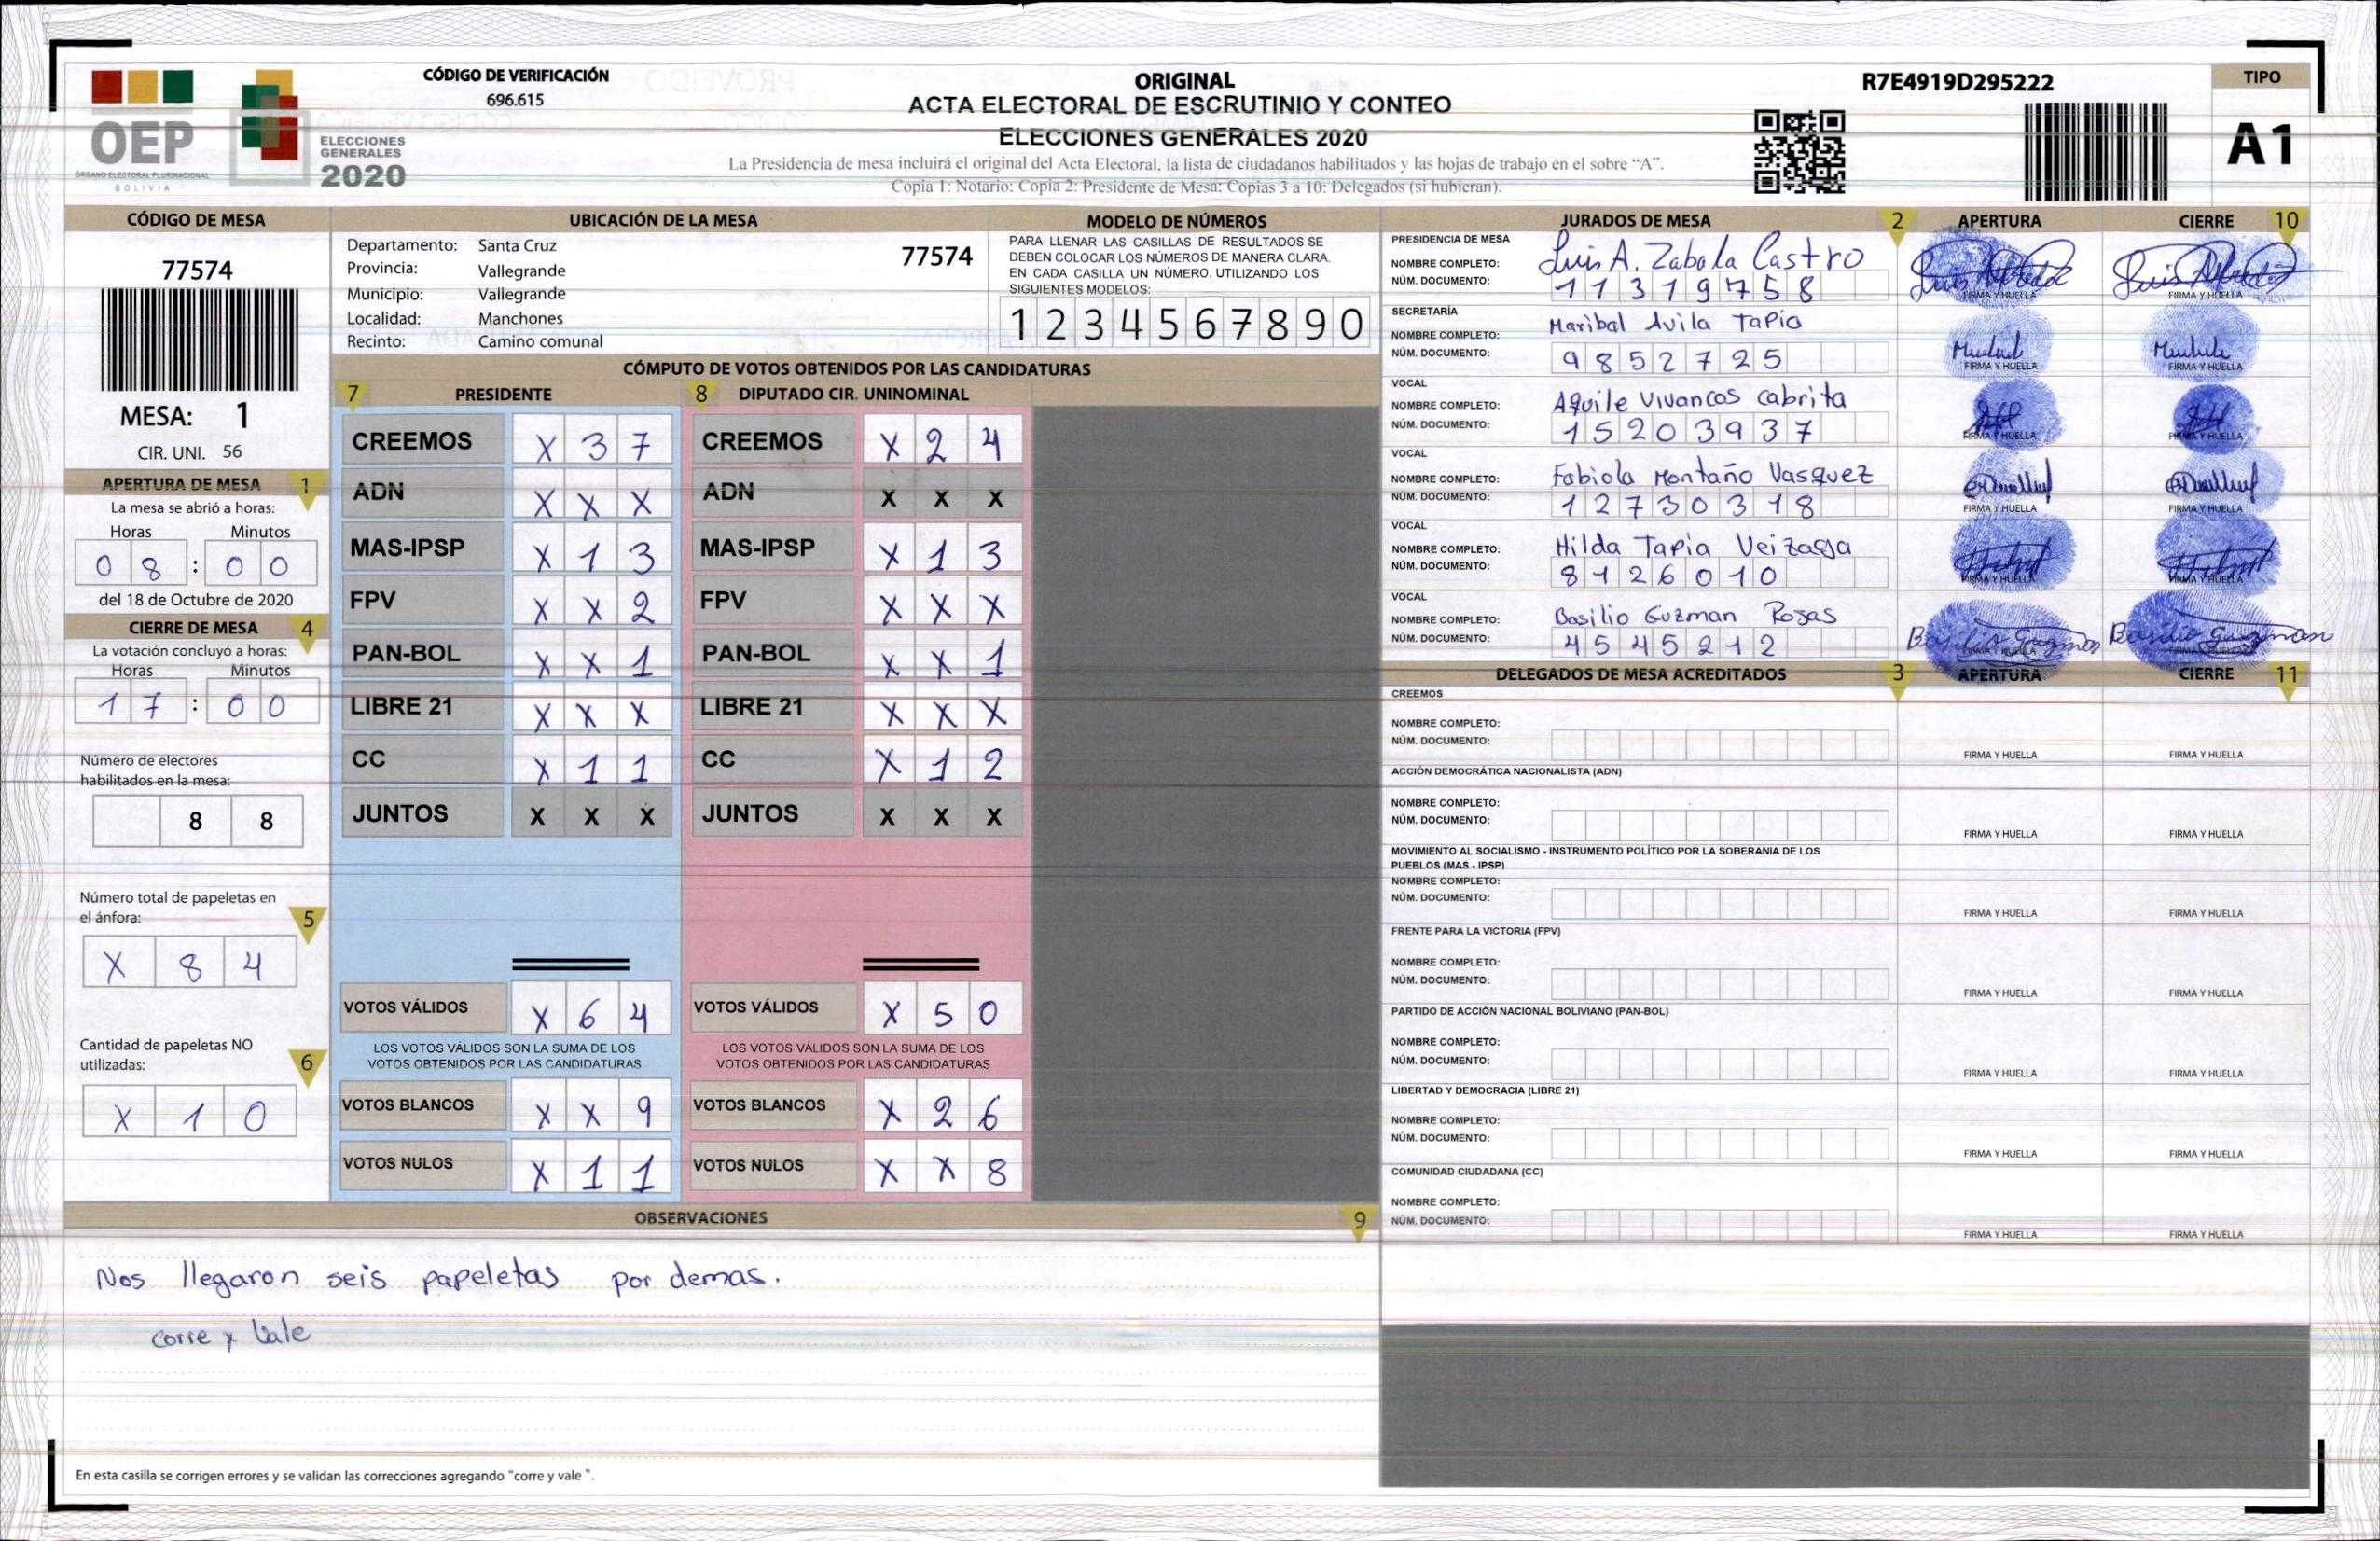 CÓDIGO DE VERIFICACIÓN
696.615
OEP
ÓRGANO ELECTORAL PLURINACIONAL
BOLIVIA
ELECCIONES
GENERALES
2020
ORIGINAL
ACTA ELECTORAL DE ESCRUTINIO Y CONTEO
ELECCIONES GENERALES 2020
La Presidencia de mesa incluirá el original del Acta Electoral, la lista de ciudadanos habilitados y las hojas de trabajo en el sobre “A”.
Copia 1: Notario; Copia 2: Presidente de Mesa; Copias 3 a 10: Delegados (si hubieran).
R7E4919D295222
TIPO
A1
CÓDIGO DE MESA
77574
MESA: 1
CIR. UNI. 56
APERTURA DE MESA 1
La mesa se abrió a horas:
Horas Minutos
0 8 : 0 0
del 18 de Octubre de 2020
CIERRE DE MESA 4
La votación concluyó a horas:
Horas Minutos
1 7 : 0 0
Número de electores
habilitados en la mesa:
8 8
Número total de papeletas en
el ánfora: 5
X 8 4
Cantidad de papeletas NO
utilizadas: 6
X 1 0
UBICACIÓN DE LA MESA
Departamento: Santa Cruz 77574
Provincia: Vallegrande
Municipio: Vallegrande
Localidad: Manchones
Recinto: Camino comunal
MODELO DE NÚMEROS
PARA LLENAR LAS CASILLAS DE RESULTADOS SE
DEBEN COLOCAR LOS NÚMEROS DE MANERA CLARA.
EN CADA CASILLA UN NÚMERO, UTILIZANDO LOS
SIGUIENTES MODELOS:
1 2 3 4 5 6 7 8 9 0
CÓMPUTO DE VOTOS OBTENIDOS POR LAS CANDIDATURAS
7 PRESIDENTE 8 DIPUTADO CIR. UNINOMINAL
CREEMOS X 3 7 CREEMOS X 2 4
ADN X X X ADN X X X
MAS-IPSP X 1 3 MAS-IPSP X 1 3
FPV X X 2 FPV X X X
PAN-BOL X X 1 PAN-BOL X X 1
LIBRE 21 X X X LIBRE 21 X X X
CC X 1 1 CC X 1 2
JUNTOS X X X JUNTOS X X X
VOTOS VÁLIDOS X 6 4 VOTOS VÁLIDOS X 5 0
LOS VOTOS VÁLIDOS SON LA SUMA DE LOS LOS VOTOS VÁLIDOS SON LA SUMA DE LOS
VOTOS OBTENIDOS POR LAS CANDIDATURAS VOTOS OBTENIDOS POR LAS CANDIDATURAS
VOTOS BLANCOS X X 9 VOTOS BLANCOS X 2 6
VOTOS NULOS X 1 1 VOTOS NULOS X X 8
OBSERVACIONES 9
Nos llegaron seis papeletas por demas.
corre y Vale
En esta casilla se corrigen errores y se validan las correcciones agregando "corre y vale ".
JURADOS DE MESA 2 APERTURA CIERRE 10
PRESIDENCIA DE MESA
NOMBRE COMPLETO: Luis A. Zabala Castro
NÚM. DOCUMENTO: 1 1 3 1 9 7 5 8
FIRMA Y HUELLA FIRMA Y HUELLA
SECRETARÍA
NOMBRE COMPLETO: Maribal Avila Tapia
NÚM. DOCUMENTO: 9 8 5 2 7 2 5
FIRMA Y HUELLA FIRMA Y HUELLA
VOCAL
NOMBRE COMPLETO: Aquile Vivancos cabrita
NÚM. DOCUMENTO: 1 5 2 0 3 9 3 7
FIRMA Y HUELLA FIRMA Y HUELLA
VOCAL
NOMBRE COMPLETO: Fabiola Montaño Vasquez
NÚM. DOCUMENTO: 1 2 7 3 0 3 1 8
FIRMA Y HUELLA FIRMA Y HUELLA
VOCAL
NOMBRE COMPLETO: Hilda Tapia Veizaga
NÚM. DOCUMENTO: 8 1 2 6 0 1 0
FIRMA Y HUELLA FIRMA Y HUELLA
VOCAL
NOMBRE COMPLETO: Basilio Guzman Rosas
NÚM. DOCUMENTO: 4 5 4 5 2 1 2
Basilio Guzman Basilio Guzman
DELEGADOS DE MESA ACREDITADOS 3 APERTURA CIERRE 11
CREEMOS
NOMBRE COMPLETO:
NÚM. DOCUMENTO:
FIRMA Y HUELLA FIRMA Y HUELLA
ACCIÓN DEMOCRÁTICA NACIONALISTA (ADN)
NOMBRE COMPLETO:
NÚM. DOCUMENTO:
FIRMA Y HUELLA FIRMA Y HUELLA
MOVIMIENTO AL SOCIALISMO - INSTRUMENTO POLÍTICO POR LA SOBERANIA DE LOS
PUEBLOS (MAS - IPSP)
NOMBRE COMPLETO:
NÚM. DOCUMENTO:
FIRMA Y HUELLA FIRMA Y HUELLA
FRENTE PARA LA VICTORIA (FPV)
NOMBRE COMPLETO:
NÚM. DOCUMENTO:
FIRMA Y HUELLA FIRMA Y HUELLA
PARTIDO DE ACCIÓN NACIONAL BOLIVIANO (PAN-BOL)
NOMBRE COMPLETO:
NÚM. DOCUMENTO:
FIRMA Y HUELLA FIRMA Y HUELLA
LIBERTAD Y DEMOCRACIA (LIBRE 21)
NOMBRE COMPLETO:
NÚM. DOCUMENTO:
FIRMA Y HUELLA FIRMA Y HUELLA
COMUNIDAD CIUDADANA (CC)
NOMBRE COMPLETO:
NÚM. DOCUMENTO:
FIRMA Y HUELLA FIRMA Y HUELLA